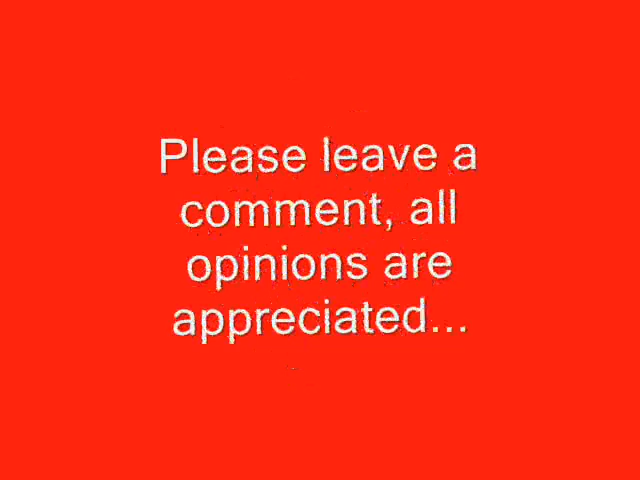 Please leave a
comment, all
opinions are
appreciated...